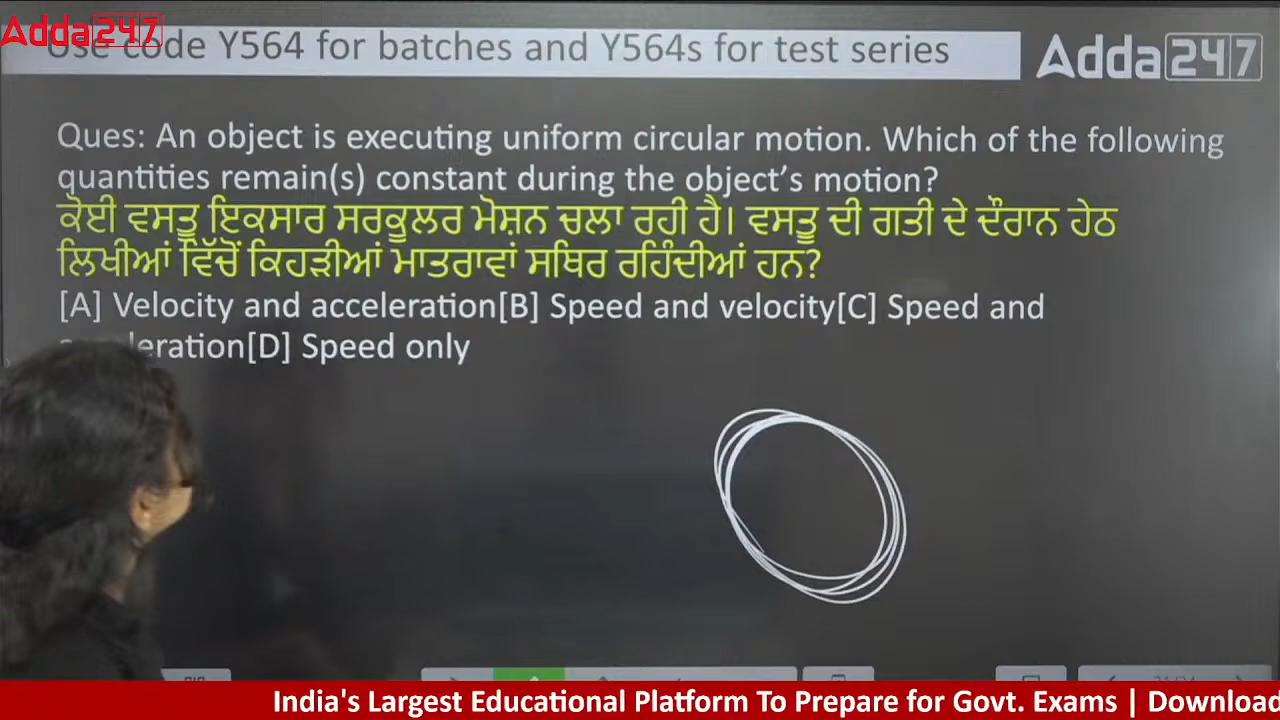 Adda247
Use code Y564 for batches and Y564s for test series
Adda247
Ques: An object is executing uniform circular motion. Which of the following
quantities remain(s) constant during the object's motion?
ਕੋਈ ਵਸਤੂ ਇਕਸਾਰ ਸਰਕੂਲਰ ਮੋਸ਼ਨ ਚਲਾ ਰਹੀ ਹੈ। ਵਸਤੂ ਦੀ ਗਤੀ ਦੇ ਦੌਰਾਨ ਹੇਠ
ਲਿਖੀਆਂ ਵਿੱਚੋਂ ਕਿਹੜੀਆਂ ਮਾਤਰਾਵਾਂ ਸਥਿਰ ਰਹਿੰਦੀਆਂ ਹਨ?
[A] Velocity and acceleration[B] Speed and velocity[C] Speed and
acceleration[D] Speed only
India's Largest Educational Platform To Prepare for Govt. Exams | Download